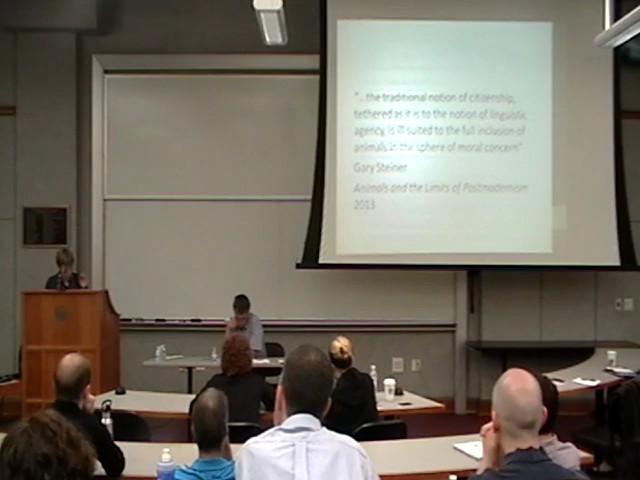 "...the traditional notion of citizenship,
tethered as it is to the notion of linguistic
agency, is ill suited to the full inclusion of
animals in the sphere of moral concern"
Gary Steiner
Animals and the Limits of Postmodernism
2013